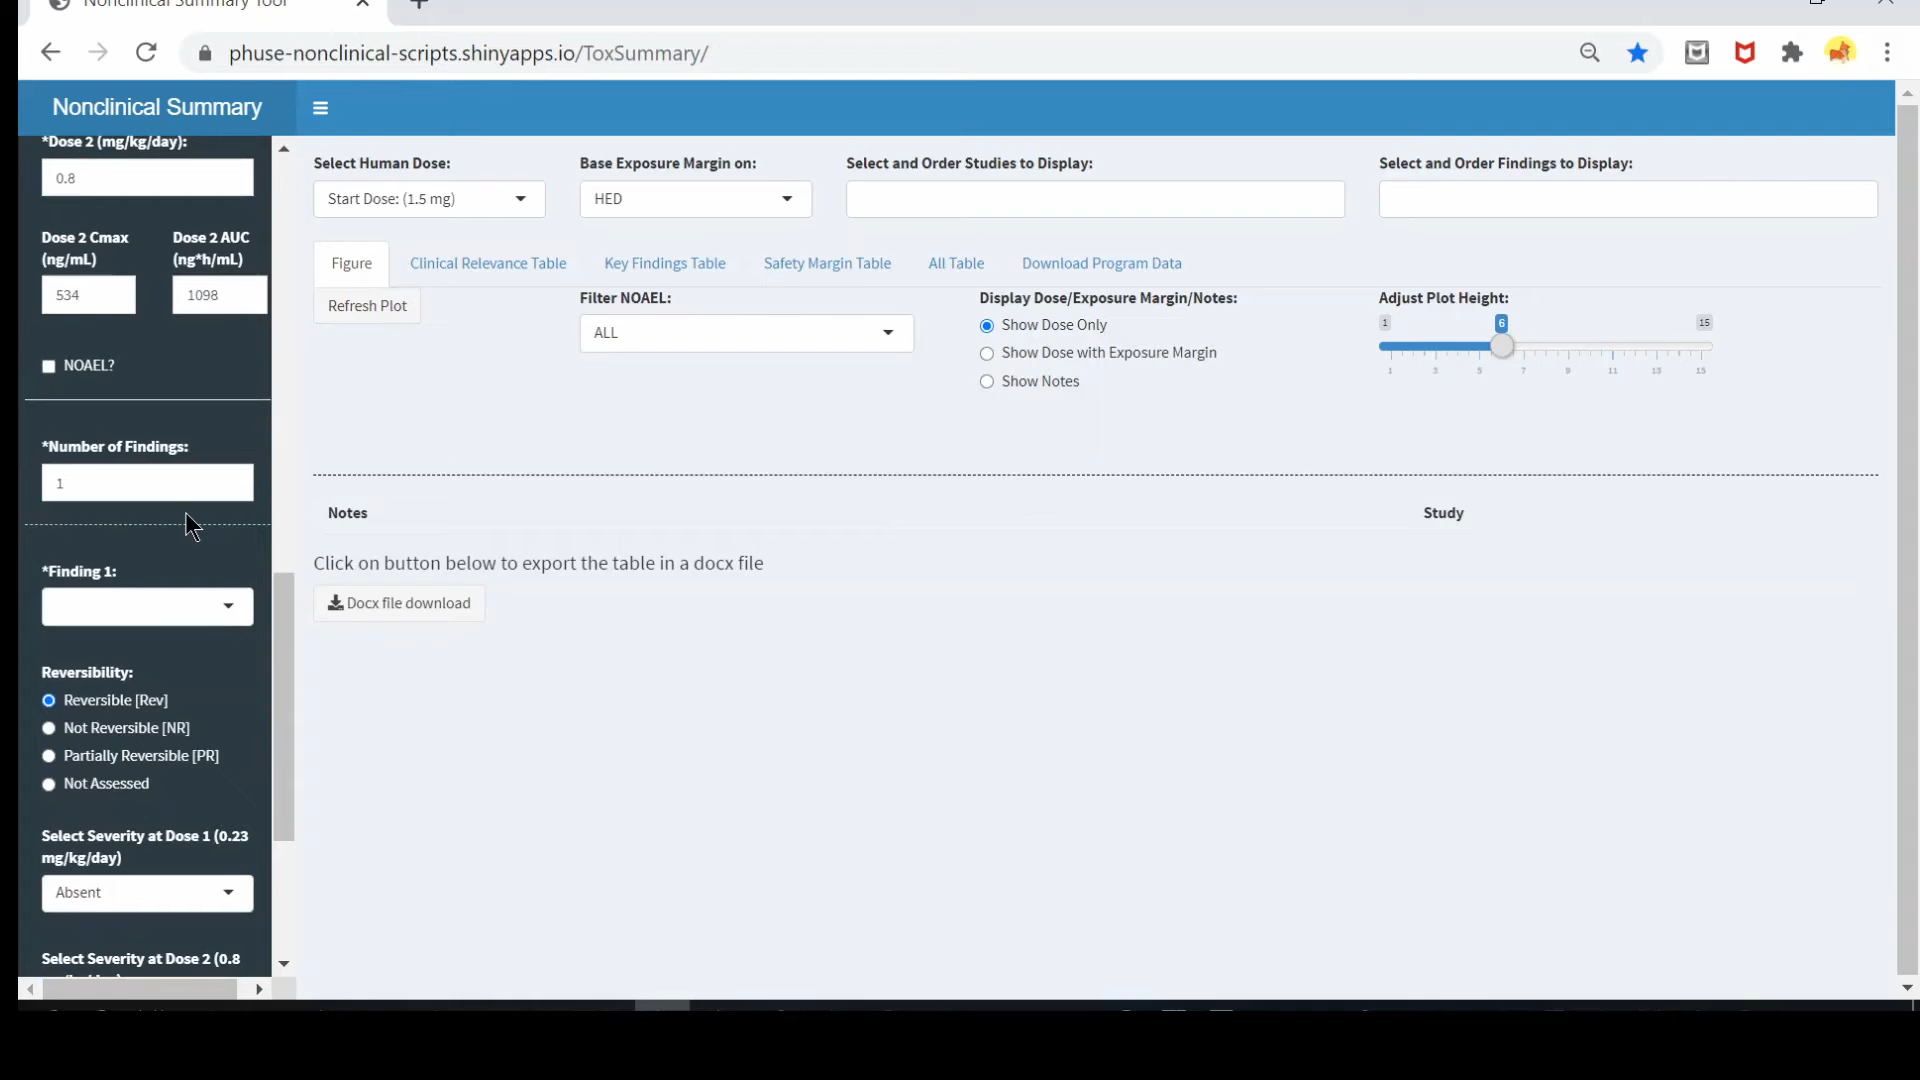 Nonclinical Summary Tool
phuse-nonclinical-scripts.shinyapps.io/ToxSummary/
Nonclinical Summary
*Dose 2 (mg/kg/day):
0.8
Dose 2 Cmax
(ng/mL)
Dose 2 AUC
(ng*h/mL)
534
1098
NOAEL?
*Number of Findings:
1
*Finding 1:
Reversibility:
Reversible [Rev]
Not Reversible [NR]
Partially Reversible [PR]
Not Assessed
Select Severity at Dose 1 (0.23
mg/kg/day)
Absent
Select Severity at Dose 2 (0.8
Select Human Dose:
Start Dose: (1.5 mg)
Base Exposure Margin on:
HED
Select and Order Studies to Display:
Select and Order Findings to Display:
Figure
Clinical Relevance Table
Key Findings Table
Safety Margin Table
All Table
Download Program Data
Refresh Plot
Filter NOAEL:
ALL
Display Dose/Exposure Margin/Notes:
Show Dose Only
Show Dose with Exposure Margin
Show Notes
Adjust Plot Height:
1 6 15
1 3 5 7 9 11 13 15
Notes Study
Click on button below to export the table in a docx file
Docx file download